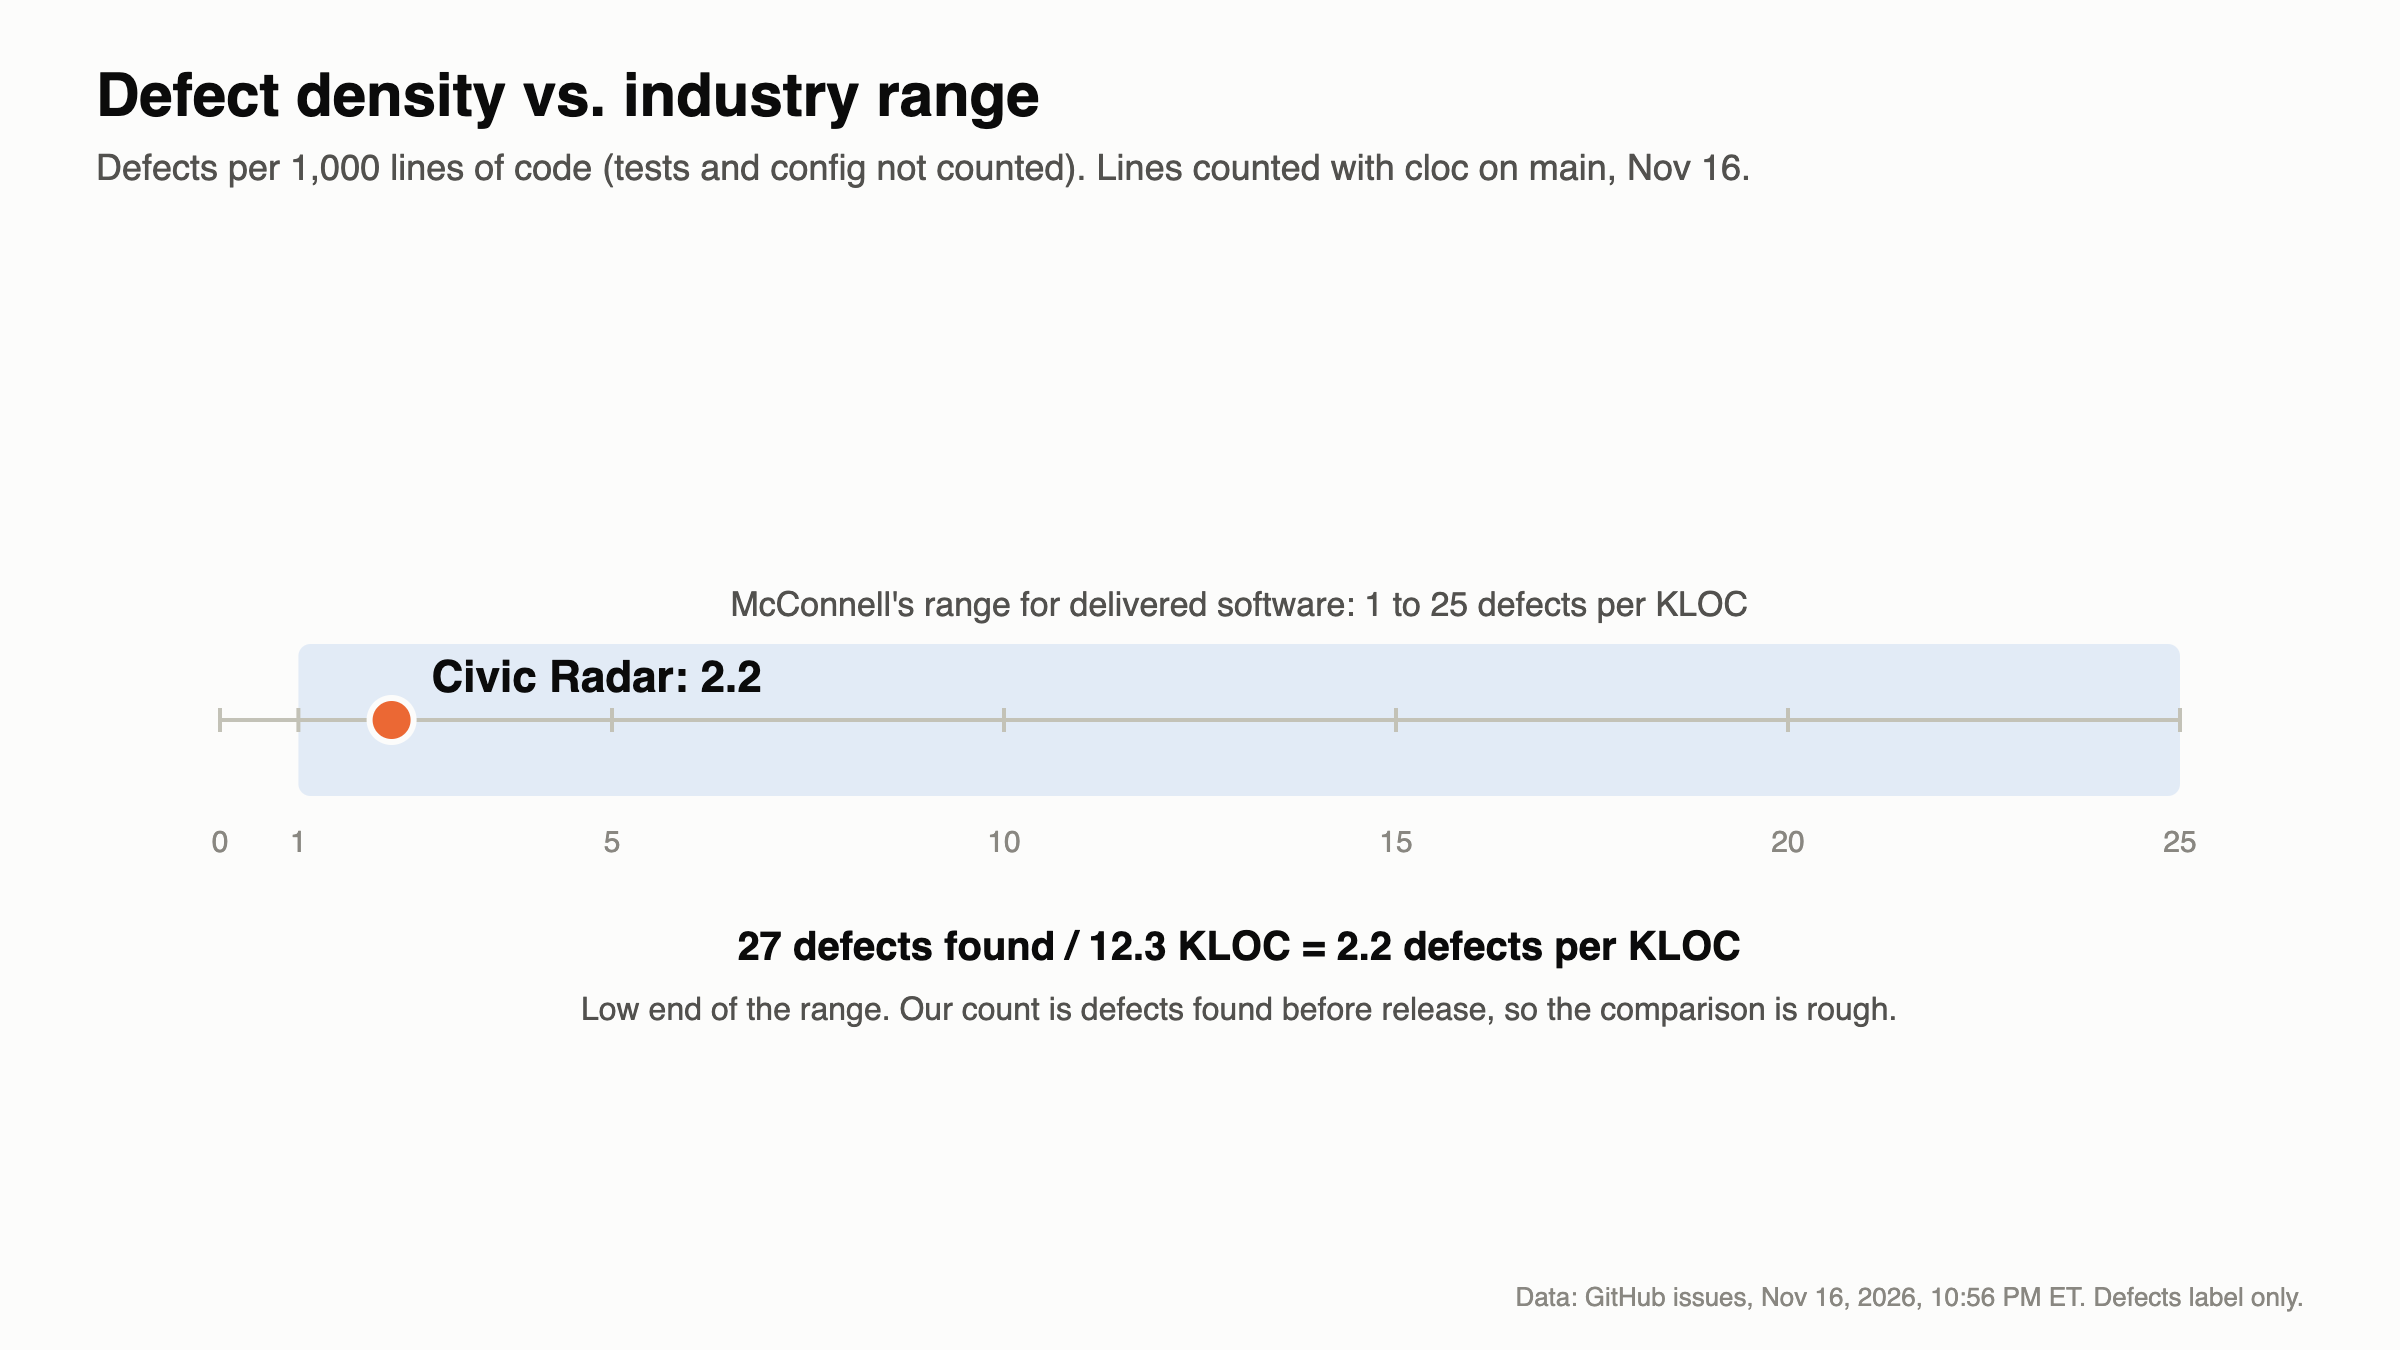 Defect density vs. industry range
Defects per 1,000 lines of code (tests and config not counted). Lines counted with cloc on main, Nov 16.
McConnell's range for delivered software: 1 to 25 defects per KLOC
Civic Radar: 2.2
0 1 5 10 15 20 25
27 defects found / 12.3 KLOC = 2.2 defects per KLOC
Low end of the range. Our count is defects found before release, so the comparison is rough.
Data: GitHub issues, Nov 16, 2026, 10:56 PM ET. Defects label only.